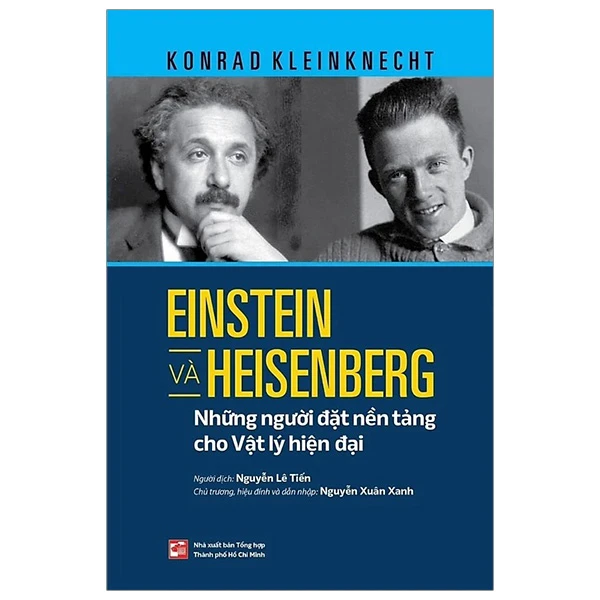 KONRAD KLEINKNECHT
EINSTEIN
VÀ HEISENBERG
Những người đặt nền tảng
cho Vật lý hiện đại
Người dịch: Nguyễn Lê Tiến
Chủ trương, hiệu đính và dẫn nhập: Nguyễn Xuân Xanh
Nhà xuất bản Tổng hợp
Thành phố Hồ Chí Minh